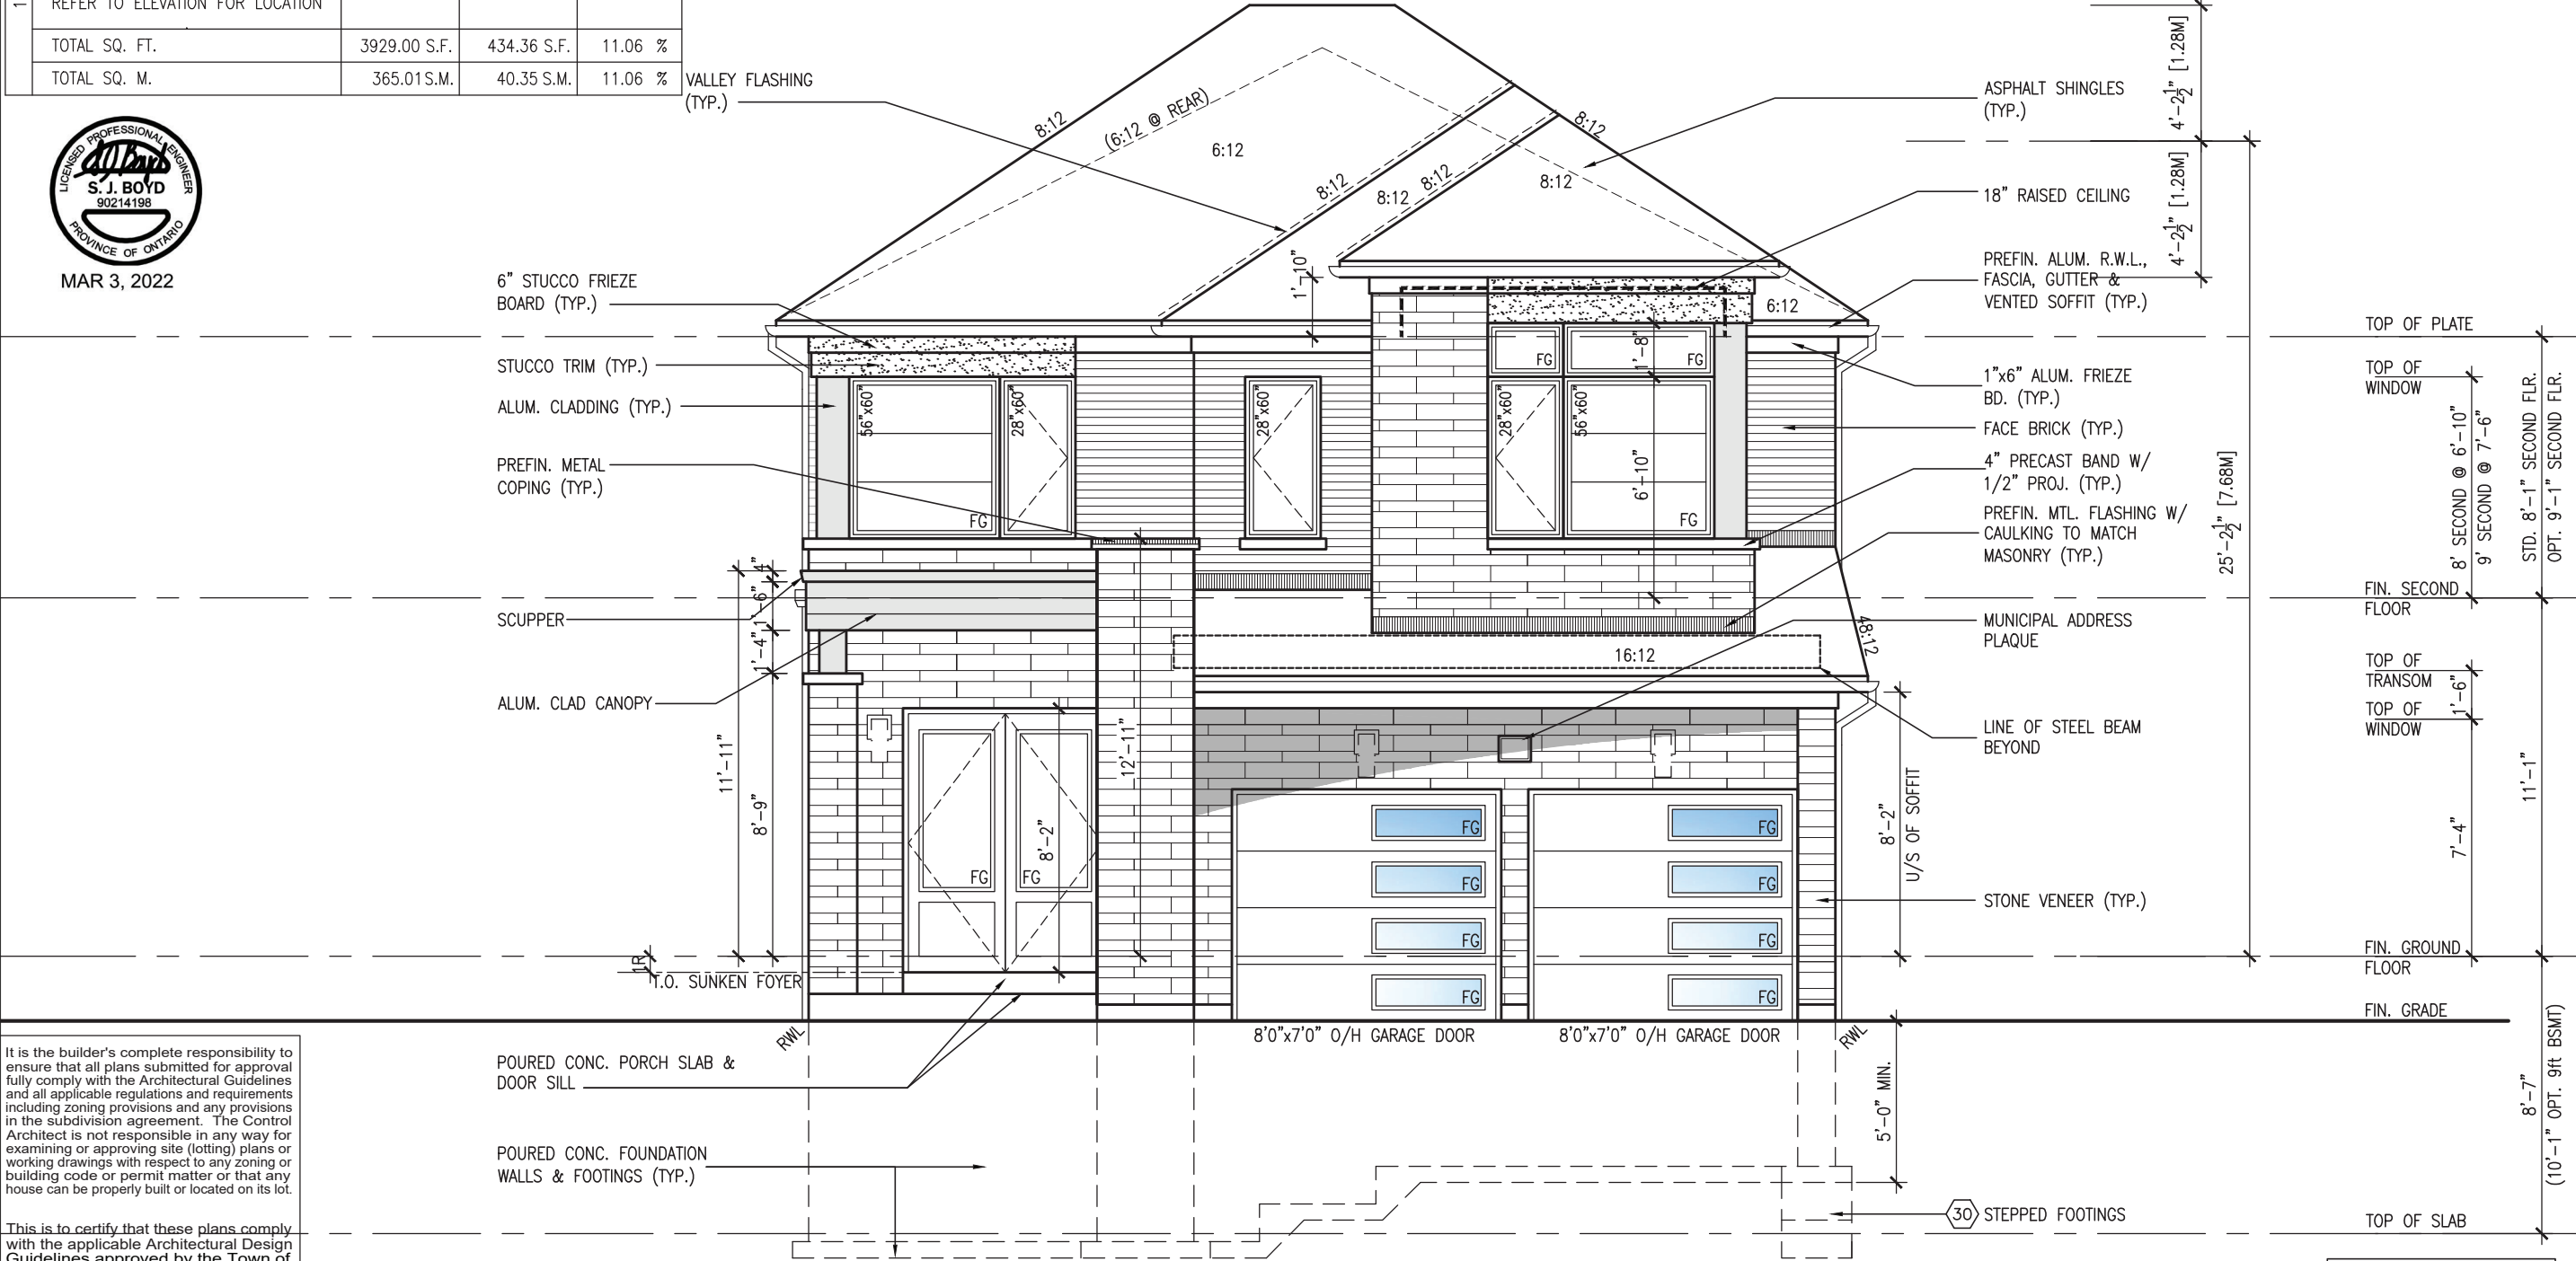 1
REFER TO ELEVATION FOR LOCATION
TOTAL SQ. FT. 3929.00 S.F. 434.36 S.F. 11.06 %
TOTAL SQ. M. 365.01 S.M. 40.35 S.M. 11.06 %
LICENSED PROFESSIONAL ENGINEER
S. J. BOYD
90214198
PROVINCE OF ONTARIO
MAR 3, 2022
VALLEY FLASHING
(TYP.)
6" STUCCO FRIEZE
BOARD (TYP.)
STUCCO TRIM (TYP.)
ALUM. CLADDING (TYP.)
PREFIN. METAL
COPING (TYP.)
SCUPPER
ALUM. CLAD CANOPY
T.O. SUNKEN FOYER
1R
POURED CONC. PORCH SLAB &
DOOR SILL
POURED CONC. FOUNDATION
WALLS & FOOTINGS (TYP.)
8:12
(6:12 @ REAR)
6:12
8:12
8:12
8:12
8:12
8:12
6:12
1'-10"
56"x60"
FG
28"x60"
28"x60"
FG
FG
1'-8"
28"x60"
56"x60"
6'-10"
FG
4"
1'-6"
1'-4"
11'-11"
8'-9"
12'-11"
8'-2"
FG
FG
16:12
48:12
FG
FG
FG
FG
FG
FG
FG
FG
8'-2"
U/S OF SOFFIT
RWL
8'0"x7'0" O/H GARAGE DOOR
8'0"x7'0" O/H GARAGE DOOR
RWL
5'-0" MIN.
ASPHALT SHINGLES
(TYP.)
18" RAISED CEILING
PREFIN. ALUM. R.W.L.,
FASCIA, GUTTER &
VENTED SOFFIT (TYP.)
1"x6" ALUM. FRIEZE
BD. (TYP.)
FACE BRICK (TYP.)
4" PRECAST BAND W/
1/2" PROJ. (TYP.)
PREFIN. MTL. FLASHING W/
CAULKING TO MATCH
MASONRY (TYP.)
MUNICIPAL ADDRESS
PLAQUE
LINE OF STEEL BEAM
BEYOND
STONE VENEER (TYP.)
30 STEPPED FOOTINGS
4'-2 1/2" [1.28M]
4'-2 1/2" [1.28M]
25'-2 1/2" [7.68M]
TOP OF PLATE
TOP OF
WINDOW
FIN. SECOND
FLOOR
TOP OF
TRANSOM
TOP OF
WINDOW
FIN. GROUND
FLOOR
FIN. GRADE
TOP OF SLAB
8' SECOND @ 6'-10"
9' SECOND @ 7'-6"
STD. 8'-1" SECOND FLR.
OPT. 9'-1" SECOND FLR.
1'-6"
7'-4"
11'-1"
8'-7"
(10'-1" OPT. 9ft BSMT)
It is the builder's complete responsibility to
ensure that all plans submitted for approval
fully comply with the Architectural Guidelines
and all applicable regulations and requirements
including zoning provisions and any provisions
in the subdivision agreement. The Control
Architect is not responsible in any way for
examining or approving site (lotting) plans or
working drawings with respect to any zoning or
building code or permit matter or that any
house can be properly built or located on its lot.
This is to certify that these plans comply
with the applicable Architectural Design
Guidelines approved by the Town of